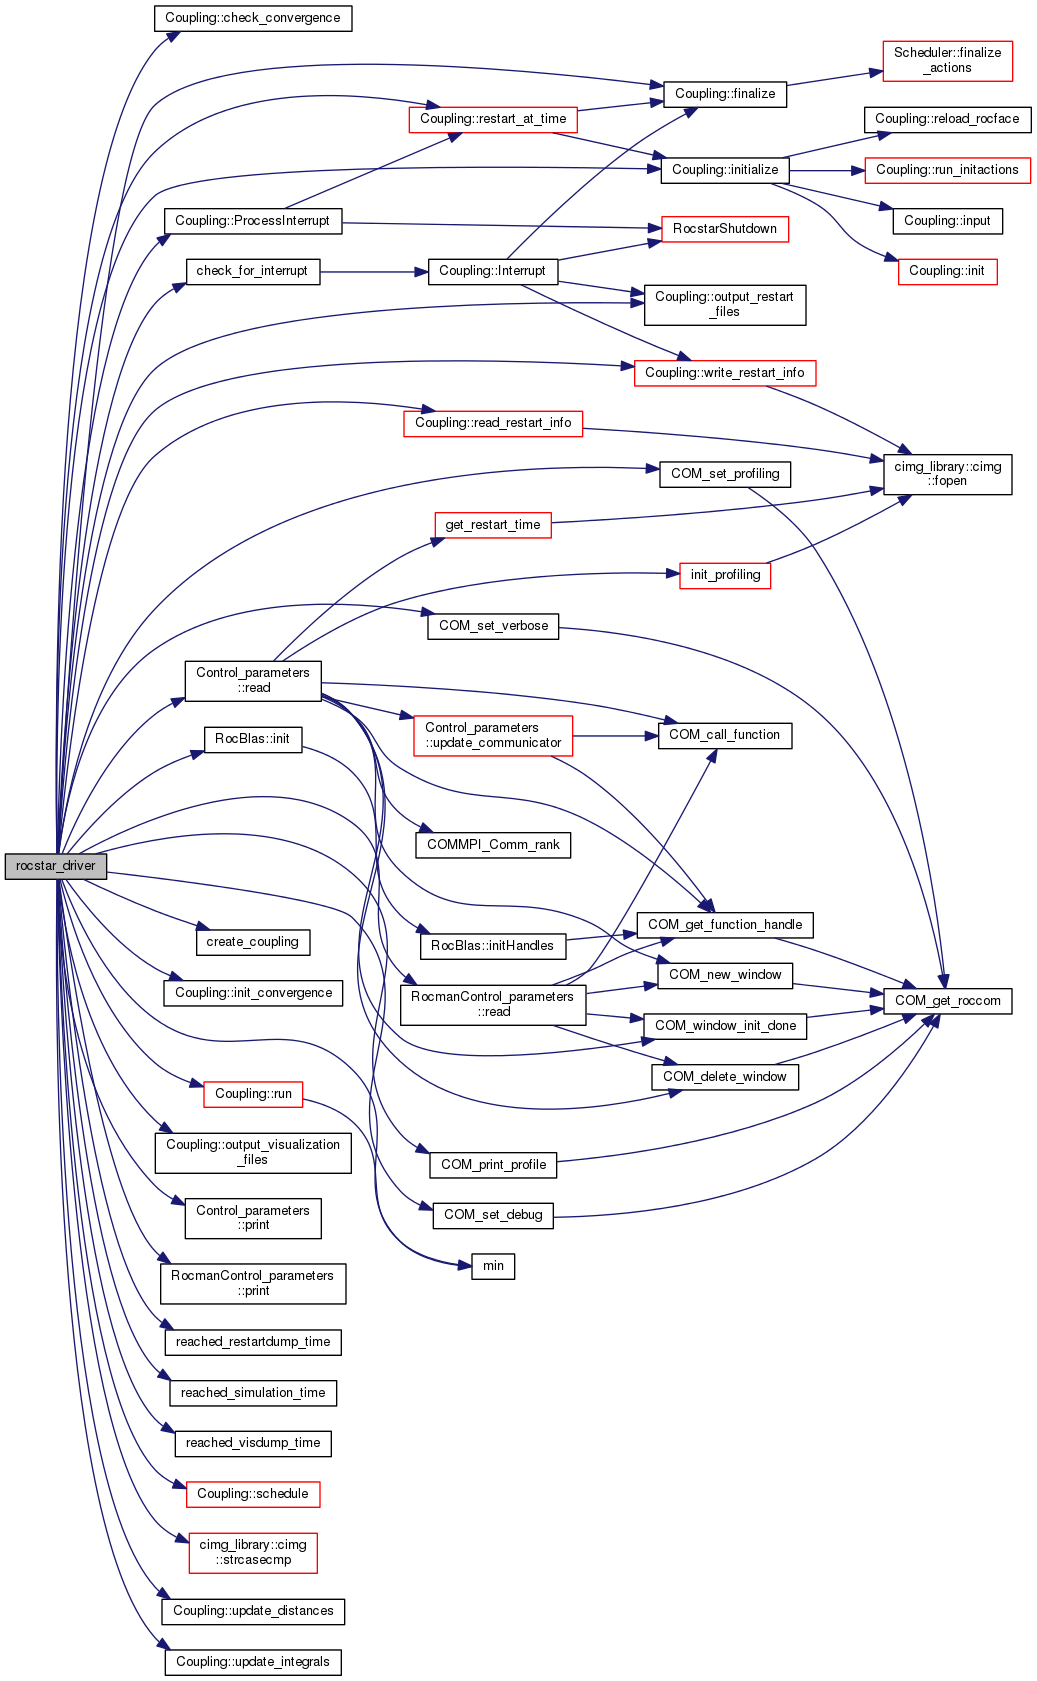 Coupling::check_convergence
Scheduler::finalize
_actions
Coupling::finalize
Coupling::restart_at_time
Coupling::reload_rocface
Coupling::initialize
Coupling::run_initactions
Coupling::ProcessInterrupt
Coupling::input
RocstarShutdown
check_for_interrupt
Coupling::Interrupt
Coupling::init
Coupling::output_restart
_files
Coupling::write_restart_info
Coupling::read_restart_info
cimg_library::cimg
::fopen
COM_set_profiling
get_restart_time
init_profiling
COM_set_verbose
Control_parameters
::read
Control_parameters
::update_communicator
RocBlas::init
COM_call_function
COMMPI_Comm_rank
rocstar_driver
COM_get_function_handle
create_coupling
RocBlas::initHandles
COM_new_window
Coupling::init_convergence
RocmanControl_parameters
::read
COM_get_roccom
COM_window_init_done
COM_delete_window
Coupling::run
Coupling::output_visualization
_files
COM_print_profile
Control_parameters
::print
COM_set_debug
min
RocmanControl_parameters
::print
reached_restartdump_time
reached_simulation_time
reached_visdump_time
Coupling::schedule
cimg_library::cimg
::strcasecmp
Coupling::update_distances
Coupling::update_integrals